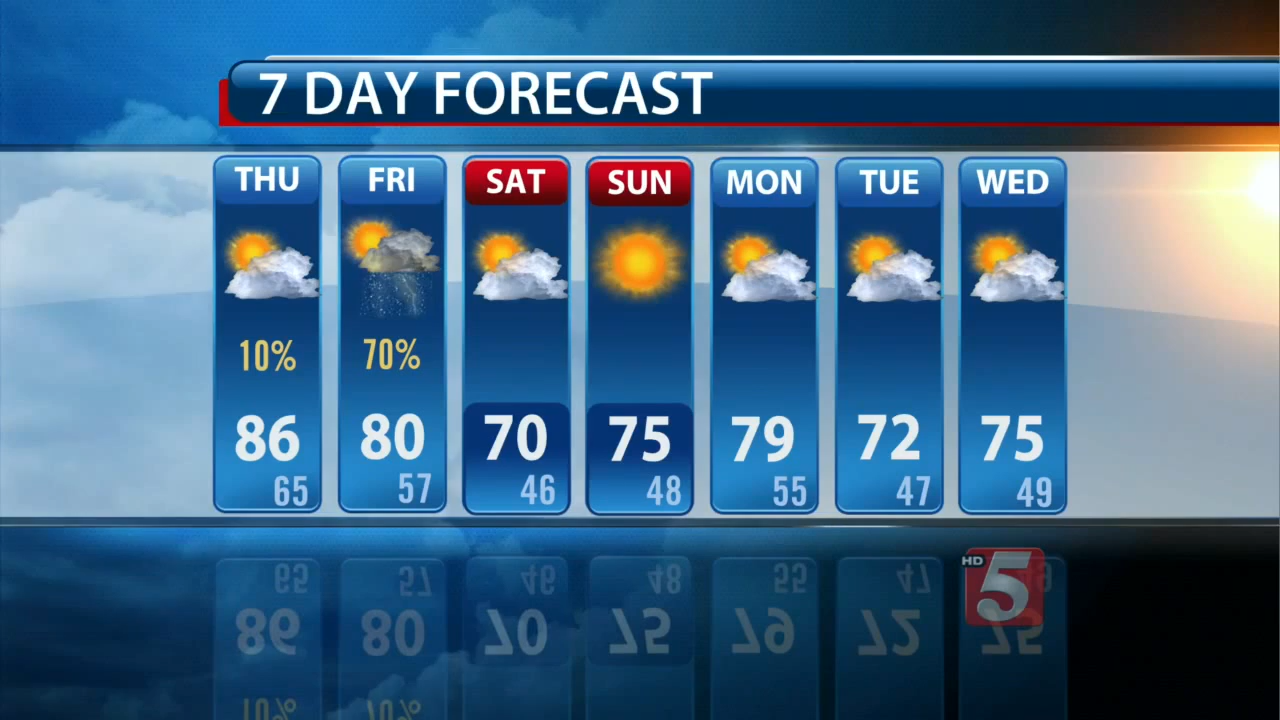 7 DAY FORECAST
THU FRI SAT SUN MON TUE WED
10% 70%
86 80 70 75 79 72 75
65 57 46 48 55 47 49
HD 5